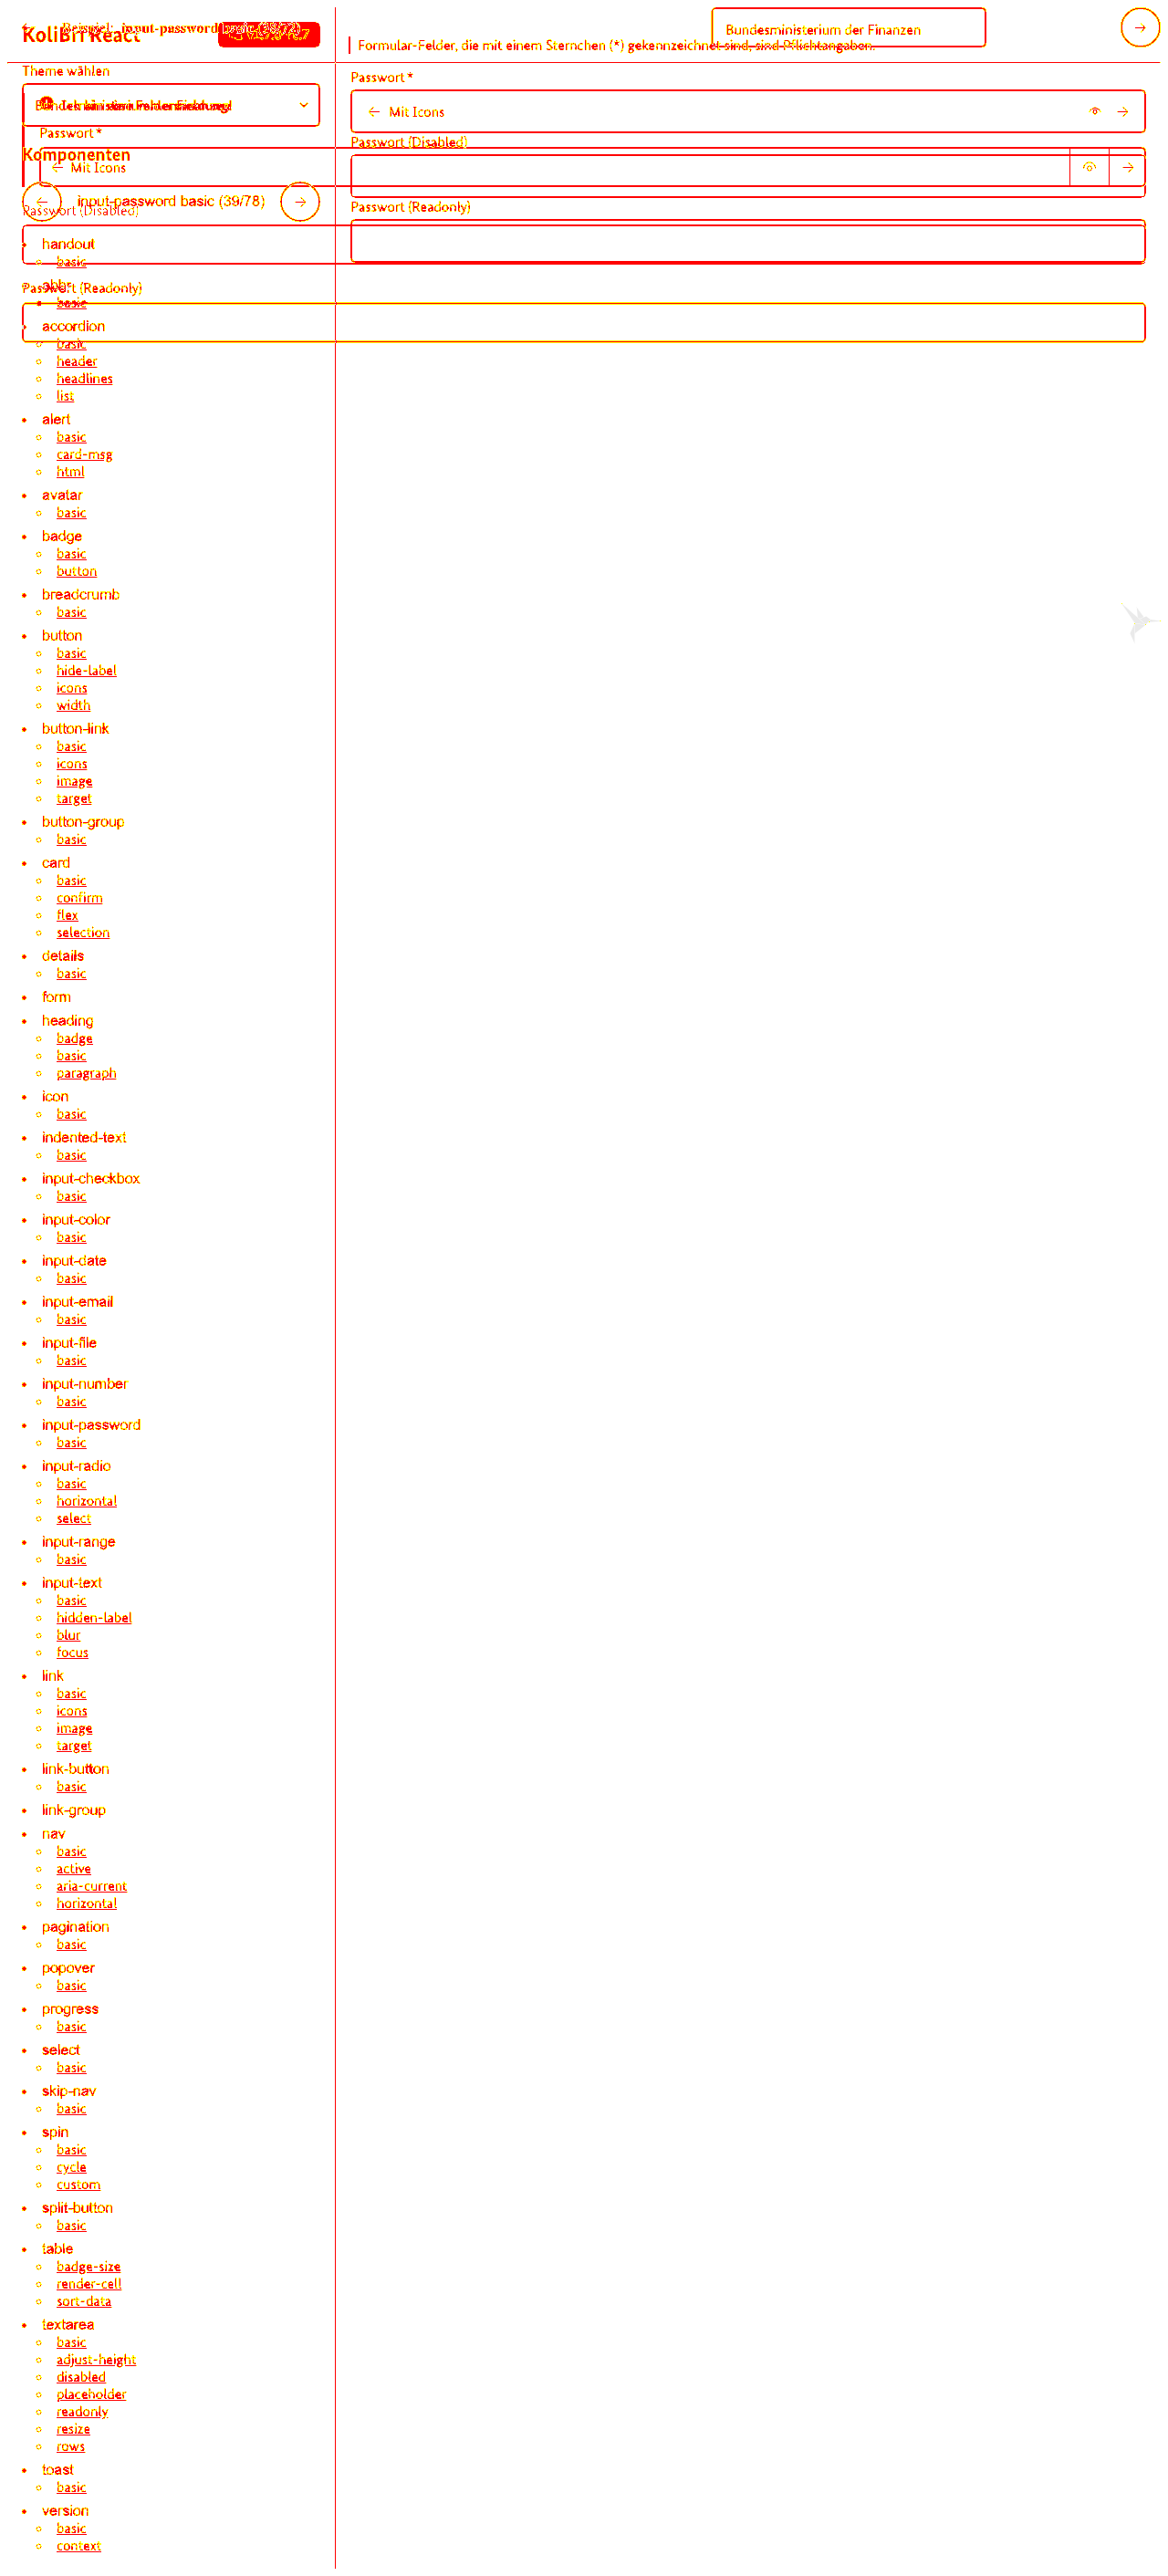 KoliBri React
Beispiel: input-password
Bundesministerium der Finanzen
Formular-Felder, die mit einem Sternchen (*) gekennzeichnet sind, sind Pflichtangaben.
Theme wählen
Passwort *
Mit Icons
Passwort *
Passwort (Disabled)
Komponenten
Mit Icons
input-password basic (39/78)
Passwort (Readonly)
Passwort (Disabled)
handout
basic
abbr
Passwort (Readonly)
basic
accordion
basic
header
headlines
list
alert
basic
card-msg
html
avatar
basic
badge
basic
button
breadcrumb
basic
button
basic
hide-label
icons
width
button-link
basic
icons
image
target
button-group
basic
card
basic
confirm
flex
selection
details
basic
form
heading
badge
basic
paragraph
icon
basic
indented-text
basic
input-checkbox
basic
input-color
basic
input-date
basic
input-email
basic
input-file
basic
input-number
basic
input-password
basic
input-radio
basic
horizontal
select
input-range
basic
input-text
basic
hidden-label
blur
focus
link
basic
icons
image
target
link-button
basic
link-group
nav
basic
active
aria-current
horizontal
pagination
basic
popover
basic
progress
basic
select
basic
skip-nav
basic
spin
basic
cycle
custom
split-button
basic
table
badge-size
render-cell
sort-data
textarea
basic
adjust-height
disabled
placeholder
readonly
resize
rows
toast
basic
version
basic
context